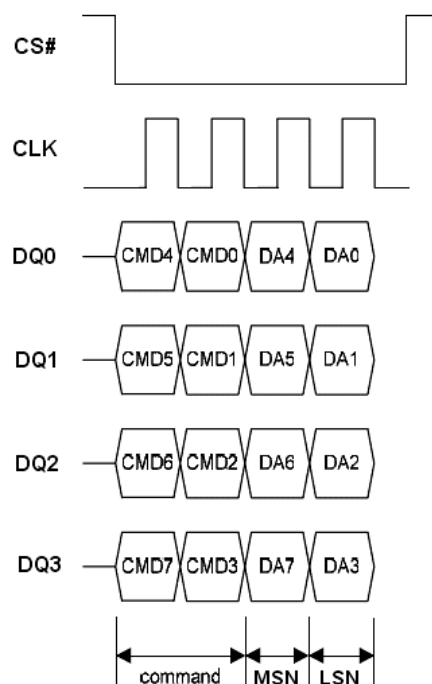 CS#
CLK
DQ0 CMD4 CMD0 DA4 DA0
DQ1 CMD5 CMD1 DA5 DA1
DQ2 CMD6 CMD2 DA6 DA2
DQ3 CMD7 CMD3 DA7 DA3
command MSN LSN